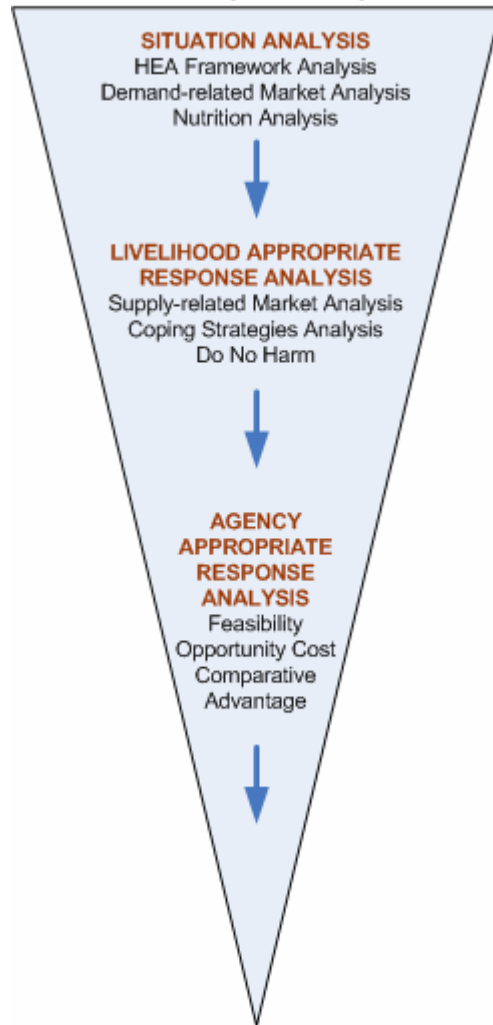 SITUATION ANALYSIS
HEA Framework Analysis
Demand-related Market Analysis
Nutrition Analysis
LIVELIHOOD APPROPRIATE
RESPONSE ANALYSIS
Supply-related Market Analysis
Coping Strategies Analysis
Do No Harm
AGENCY
APPROPRIATE
RESPONSE
ANALYSIS
Feasibility
Opportunity Cost
Comparative
Advantage